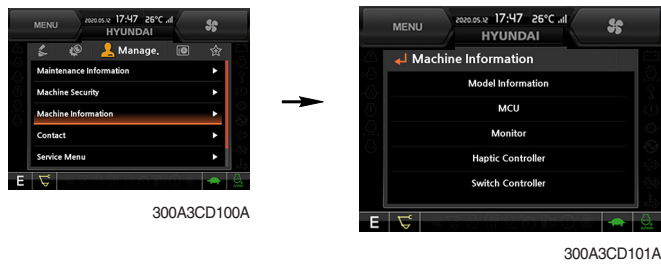 MENU
2020.05.12 17:47 26°C
HYUNDAI
Manage.
Maintenance Information
Machine Security
Machine Information
Contact
Service Menu
E
300A3CD100A
MENU
2020.05.12 17:47 26°C
HYUNDAI
Machine Information
Model Information
MCU
Monitor
Haptic Controller
Switch Controller
E
300A3CD101A